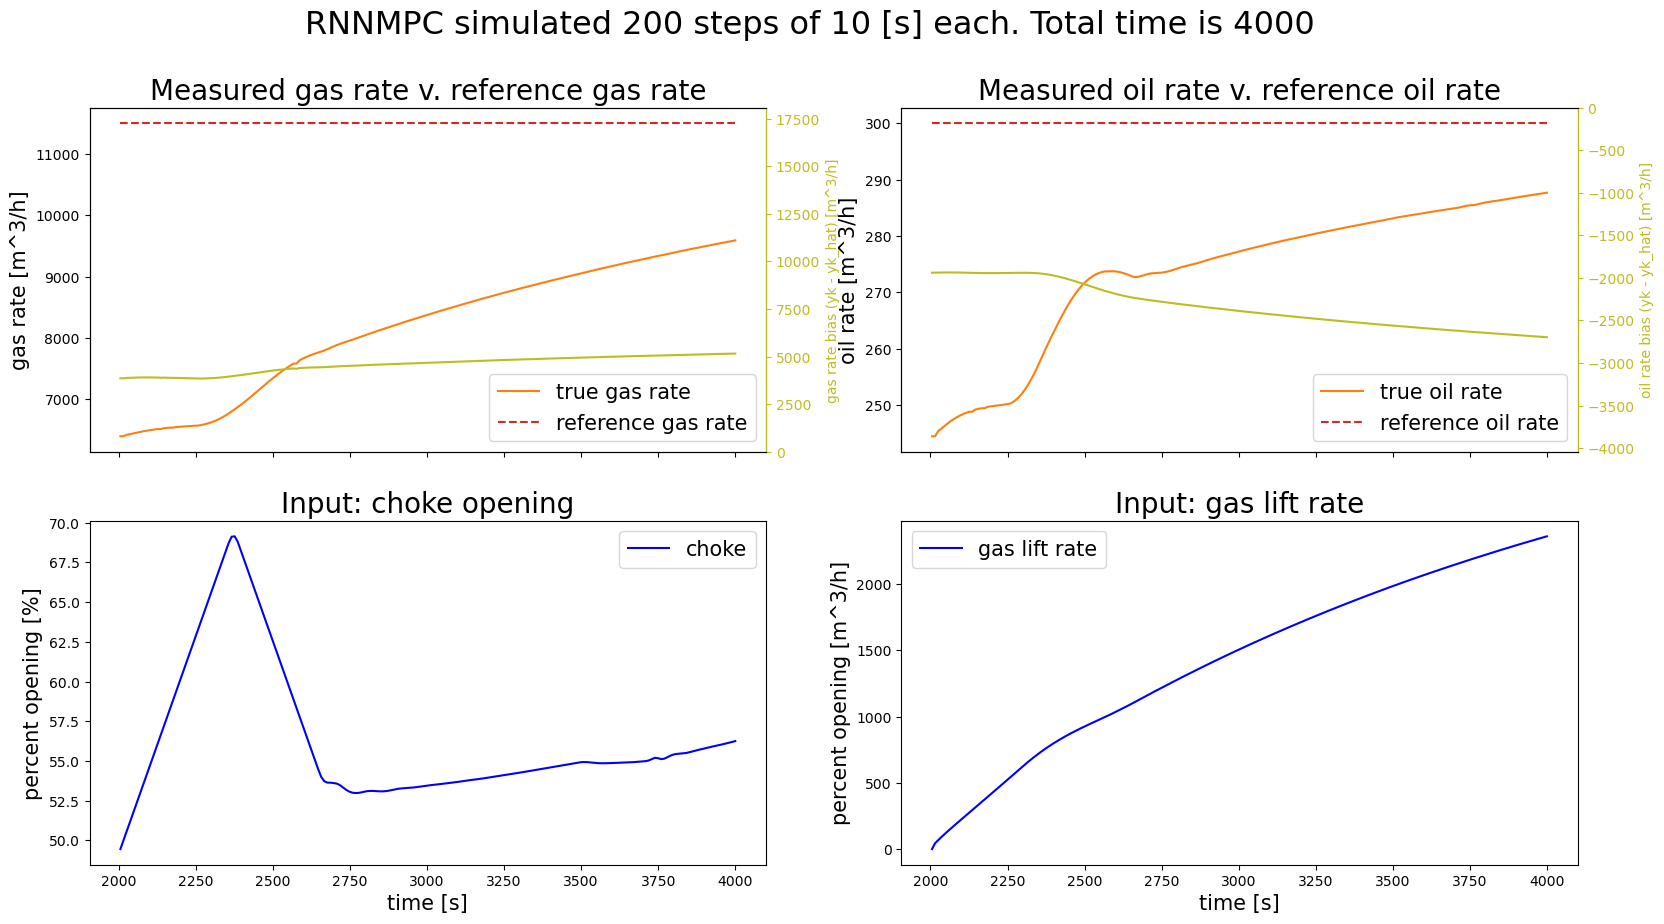 RNNMPC simulated 200 steps of 10 [s] each. Total time is 4000
Measured gas rate v. reference gas rate
gas rate [m^3/h]
11000
10000
9000
8000
7000
17500
15000
12500
10000
7500
5000
2500
0
gas rate bias (yk - yk_hat) [m^3/h]
true gas rate
reference gas rate
Measured oil rate v. reference oil rate
oil rate [m^3/h]
300
290
280
270
260
250
0
−500
−1000
−1500
−2000
−2500
−3000
−3500
−4000
oil rate bias (yk - yk_hat) [m^3/h]
true oil rate
reference oil rate
Input: choke opening
percent opening [%]
70.0
67.5
65.0
62.5
60.0
57.5
55.0
52.5
50.0
choke
2000 2250 2500 2750 3000 3250 3500 3750 4000
time [s]
Input: gas lift rate
percent opening [m^3/h]
2000
1500
1000
500
0
gas lift rate
2000 2250 2500 2750 3000 3250 3500 3750 4000
time [s]